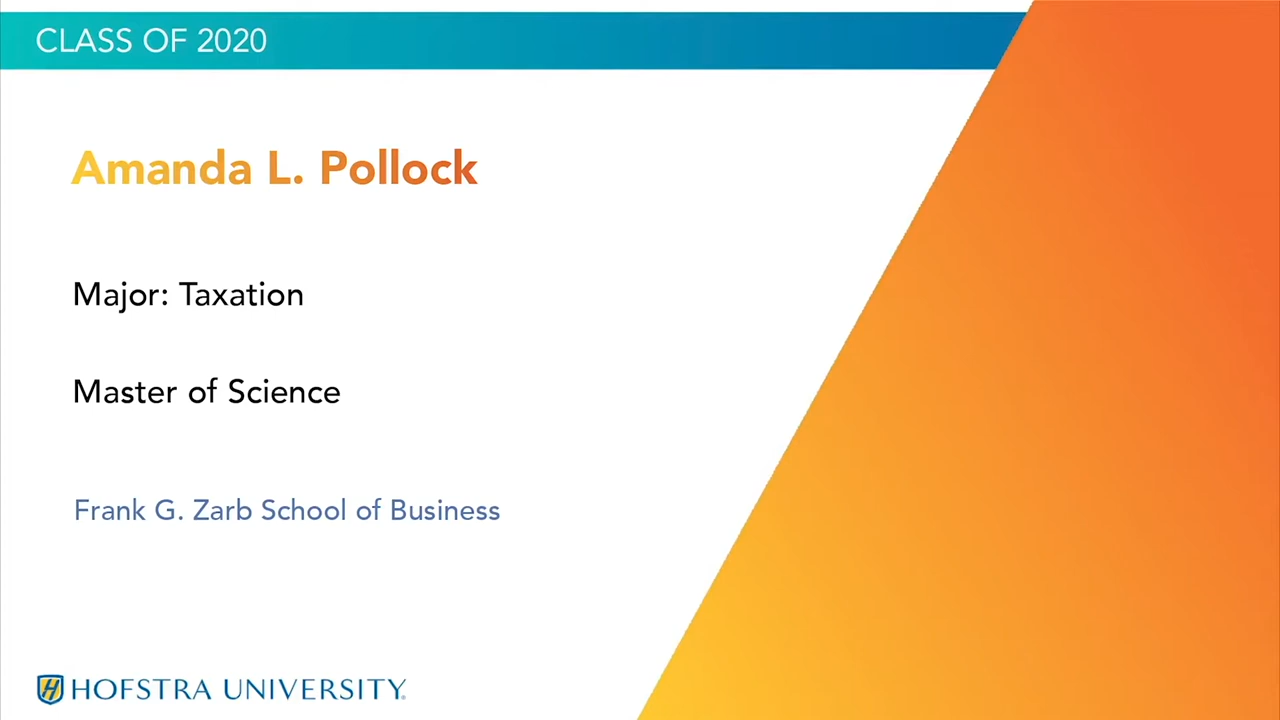 CLASS OF 2020
Amanda L. Pollock
Major: Taxation
Master of Science
Frank G. Zarb School of Business
HOFSTRA UNIVERSITY®